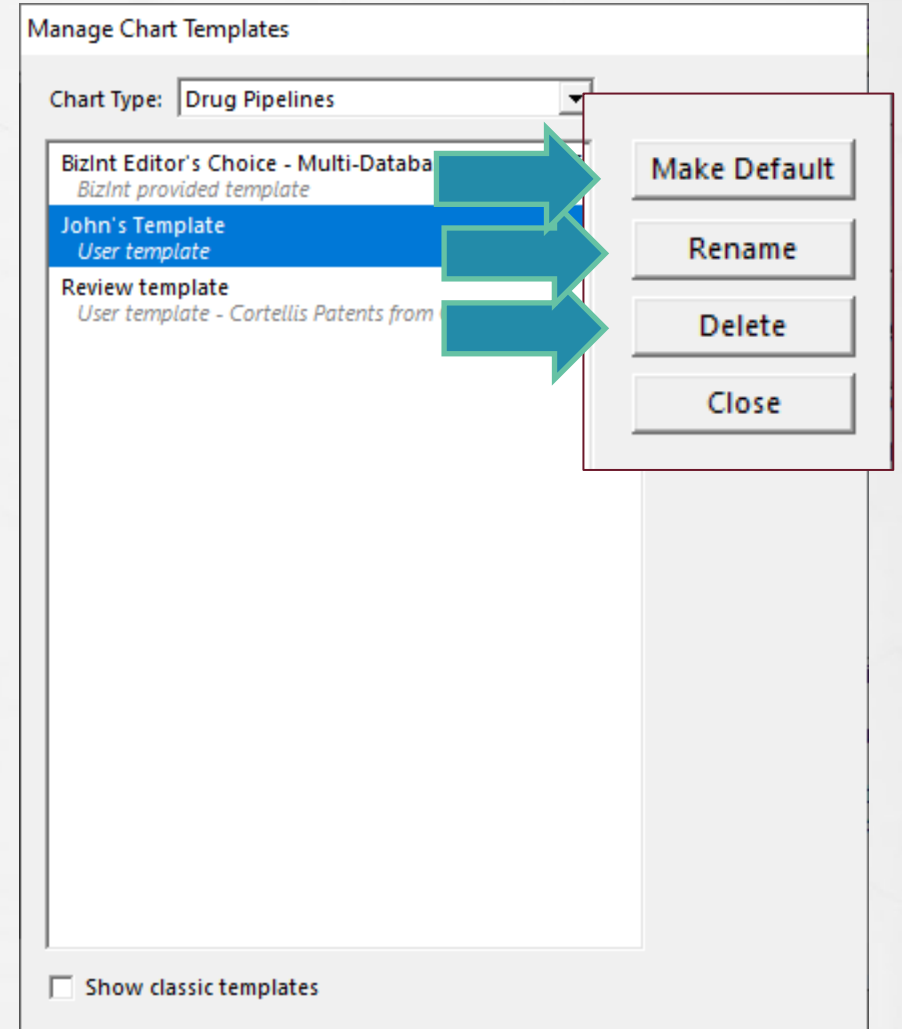 Manage Chart Templates
Chart Type: Drug Pipelines
BizInt Editor's Choice - Multi-Databa
BizInt provided template
John's Template
User template
Review template
User template - Cortellis Patents from
Make Default
Rename
Delete
Close
Show classic templates